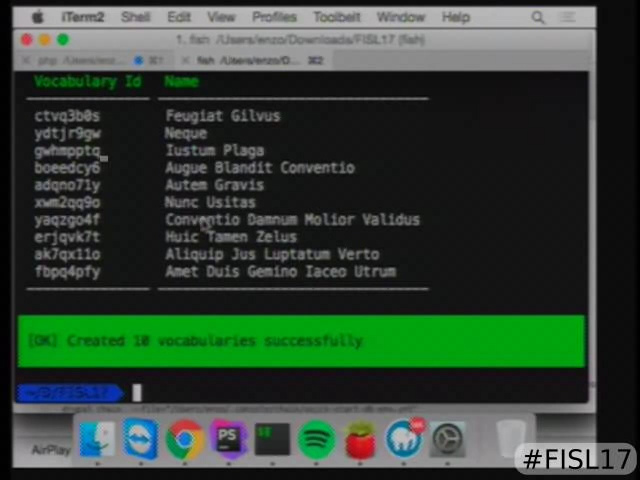 iTerm2 Shell Edit View Profiles Toolbelt Window Help
1. fish /Users/enzo/Downloads/FISL17 (fish)
php /Users/enz... ⌘1 fish /Users/enzo/D... ⌘2
Vocabulary Id Name
ctvq3b0s Feugiat Gilvus
ydtjr9gw Neque
gwhmpptq Iustum Plaga
boeedcy6 Augue Blandit Conventio
adqno71y Autem Gravis
xwm2qq9o Nunc Usitas
yaqzgo4f Conventio Damnum Molior Validus
erjqvk7t Huic Tamen Zelus
ak7qx11o Aliquip Jus Luptatum Verto
fbpq4pfy Amet Duis Gemino Iaceo Utrum
[OK] Created 10 vocabularies successfully
~/D/FISL17
PS
AirPlay
#FISL17